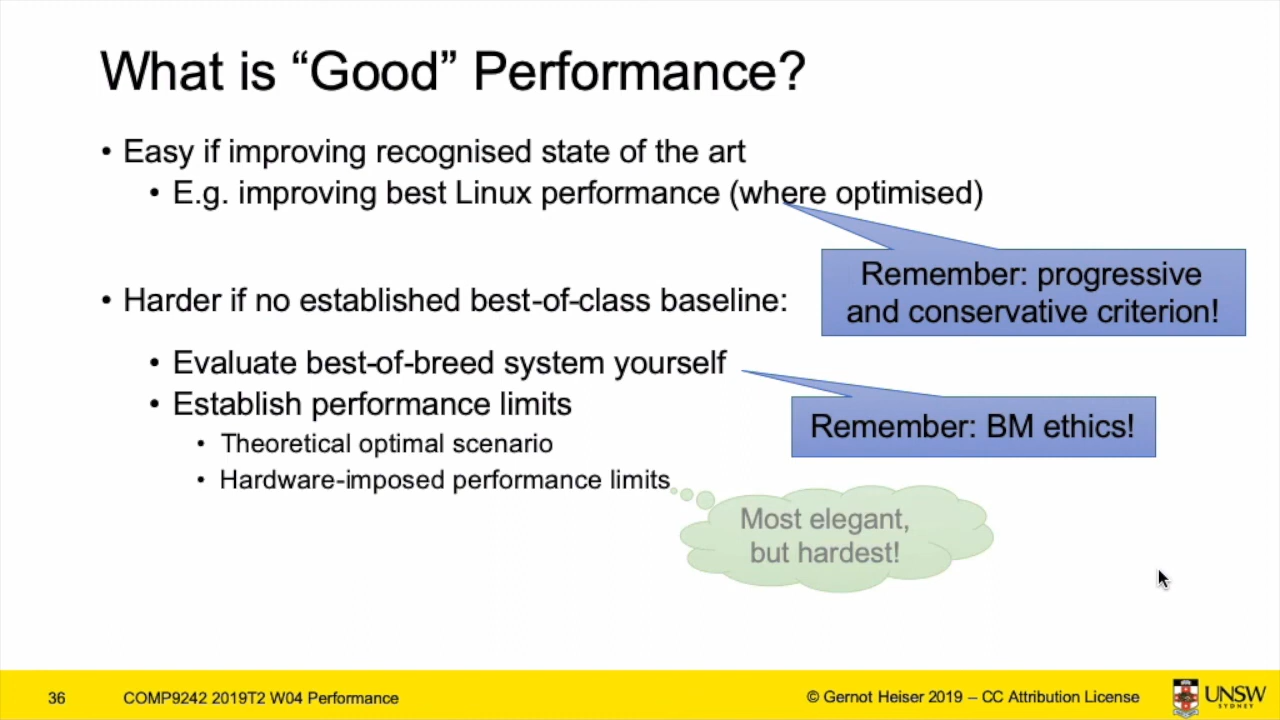 What is “Good” Performance?
• Easy if improving recognised state of the art
• E.g. improving best Linux performance (where optimised)
Remember: progressive
and conservative criterion!
• Harder if no established best-of-class baseline:
• Evaluate best-of-breed system yourself
• Establish performance limits
Remember: BM ethics!
• Theoretical optimal scenario
• Hardware-imposed performance limits
Most elegant,
but hardest!
36
COMP9242 2019T2 W04 Performance
© Gernot Heiser 2019 – CC Attribution License
UNSW
SYDNEY